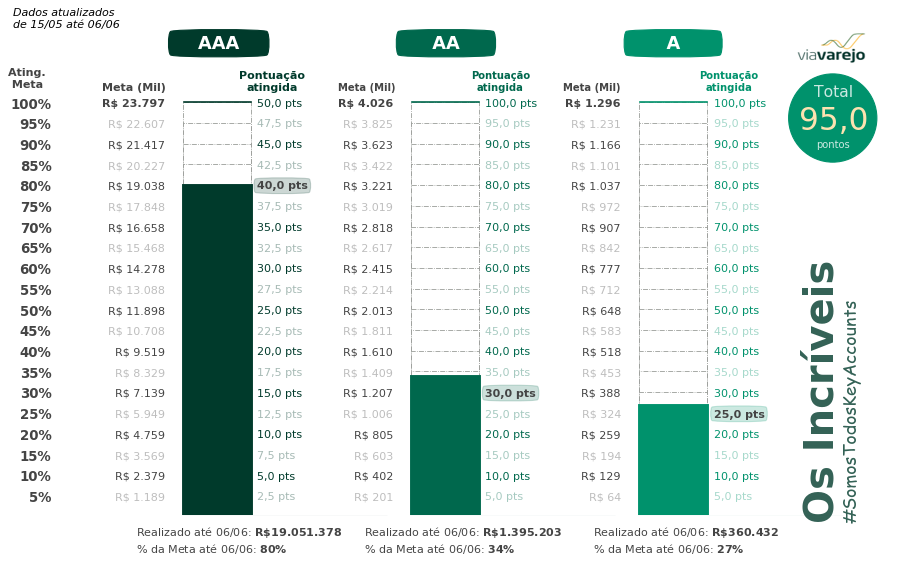 Dados atualizados
de 15/05 até 06/06
AAA AA A
viavarejo
Ating. Meta Meta (Mil) Pontuação atingida Meta (Mil) Pontuação atingida Meta (Mil) Pontuação atingida
100% R$ 23.797 50,0 pts R$ 4.026 100,0 pts R$ 1.296 100,0 pts
95% R$ 22.607 47,5 pts R$ 3.825 95,0 pts R$ 1.231 95,0 pts
90% R$ 21.417 45,0 pts R$ 3.623 90,0 pts R$ 1.166 90,0 pts
85% R$ 20.227 42,5 pts R$ 3.422 85,0 pts R$ 1.101 85,0 pts
80% R$ 19.038 40,0 pts R$ 3.221 80,0 pts R$ 1.037 80,0 pts
75% R$ 17.848 37,5 pts R$ 3.019 75,0 pts R$ 972 75,0 pts
70% R$ 16.658 35,0 pts R$ 2.818 70,0 pts R$ 907 70,0 pts
65% R$ 15.468 32,5 pts R$ 2.617 65,0 pts R$ 842 65,0 pts
60% R$ 14.278 30,0 pts R$ 2.415 60,0 pts R$ 777 60,0 pts
55% R$ 13.088 27,5 pts R$ 2.214 55,0 pts R$ 712 55,0 pts
50% R$ 11.898 25,0 pts R$ 2.013 50,0 pts R$ 648 50,0 pts
45% R$ 10.708 22,5 pts R$ 1.811 45,0 pts R$ 583 45,0 pts
40% R$ 9.519 20,0 pts R$ 1.610 40,0 pts R$ 518 40,0 pts
35% R$ 8.329 17,5 pts R$ 1.409 35,0 pts R$ 453 35,0 pts
30% R$ 7.139 15,0 pts R$ 1.207 30,0 pts R$ 388 30,0 pts
25% R$ 5.949 12,5 pts R$ 1.006 25,0 pts R$ 324 25,0 pts
20% R$ 4.759 10,0 pts R$ 805 20,0 pts R$ 259 20,0 pts
15% R$ 3.569 7,5 pts R$ 603 15,0 pts R$ 194 15,0 pts
10% R$ 2.379 5,0 pts R$ 402 10,0 pts R$ 129 10,0 pts
5% R$ 1.189 2,5 pts R$ 201 5,0 pts R$ 64 5,0 pts
Realizado até 06/06: R$19.051.378 Realizado até 06/06: R$1.395.203 Realizado até 06/06: R$360.432
% da Meta até 06/06: 80% % da Meta até 06/06: 34% % da Meta até 06/06: 27%
Total
95,0
pontos
Os Incríveis
#SomosTodosKeyAccounts